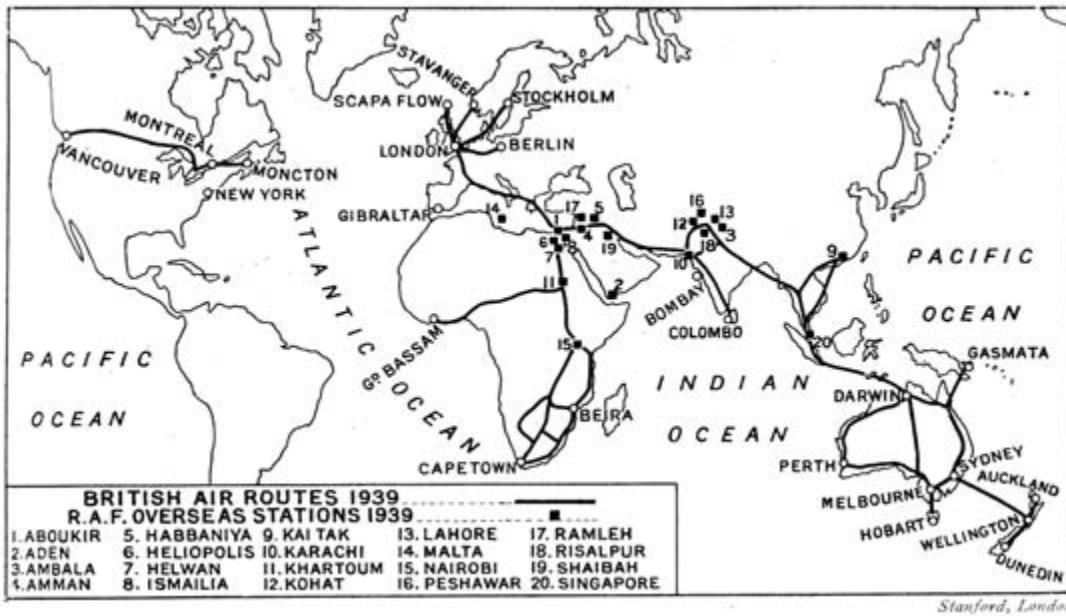 STAVANGER
SCAPA FLOW
STOCKHOLM
MONTREAL
LONDON
BERLIN
VANCOUVER
MONCTON
NEW YORK
GIBRALTAR
14
17
5
16
13
12
1
4
3
6
8
19
18
7
10
9
ATLANTIC OCEAN
PACIFIC OCEAN
11
2
BOMBAY
COLOMBO
20
GASMATA
GD BASSAM
15
PACIFIC OCEAN
INDIAN OCEAN
DARWIN
BEIRA
CAPETOWN
PERTH
SYDNEY
AUCKLAND
MELBOURNE
HOBART
WELLINGTON
DUNEDIN
BRITISH AIR ROUTES 1939
R.A.F. OVERSEAS STATIONS 1939
1. ABOUKIR 5. HABBANIYA 9. KAI TAK 13. LAHORE 17. RAMLEH
2. ADEN 6. HELIOPOLIS 10. KARACHI 14. MALTA 18. RISALPUR
3. AMBALA 7. HELWAN 11. KHARTOUM 15. NAIROBI 19. SHAIBAH
4. AMMAN 8. ISMAILIA 12. KOHAT 16. PESHAWAR 20. SINGAPORE
Stanford, London